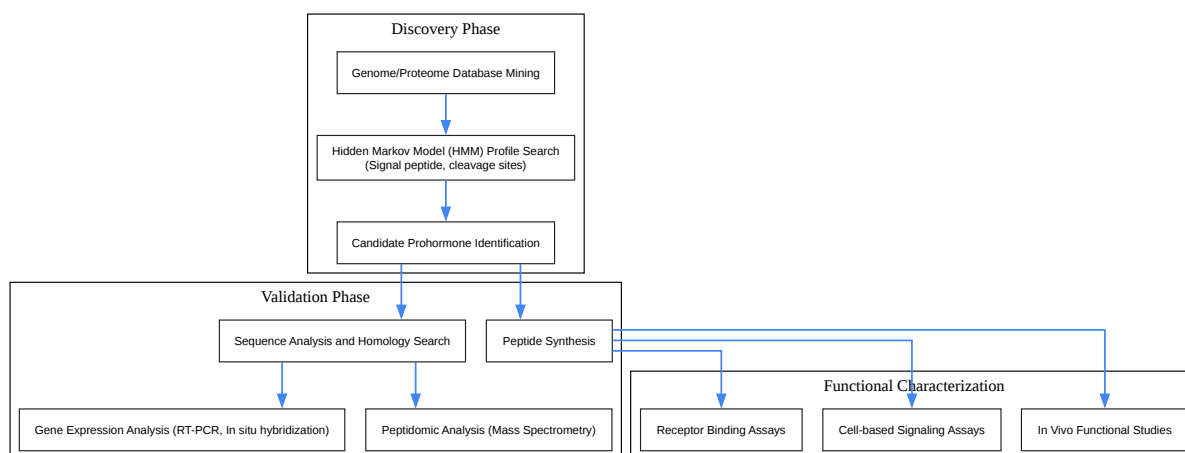 Discovery Phase
Genome/Proteome Database Mining
Hidden Markov Model (HMM) Profile Search
(Signal peptide, cleavage sites)
Candidate Prohormone Identification
Validation Phase
Sequence Analysis and Homology Search
Peptide Synthesis
Gene Expression Analysis (RT-PCR, In situ hybridization)
Peptidomic Analysis (Mass Spectrometry)
Functional Characterization
Receptor Binding Assays
Cell-based Signaling Assays
In Vivo Functional Studies